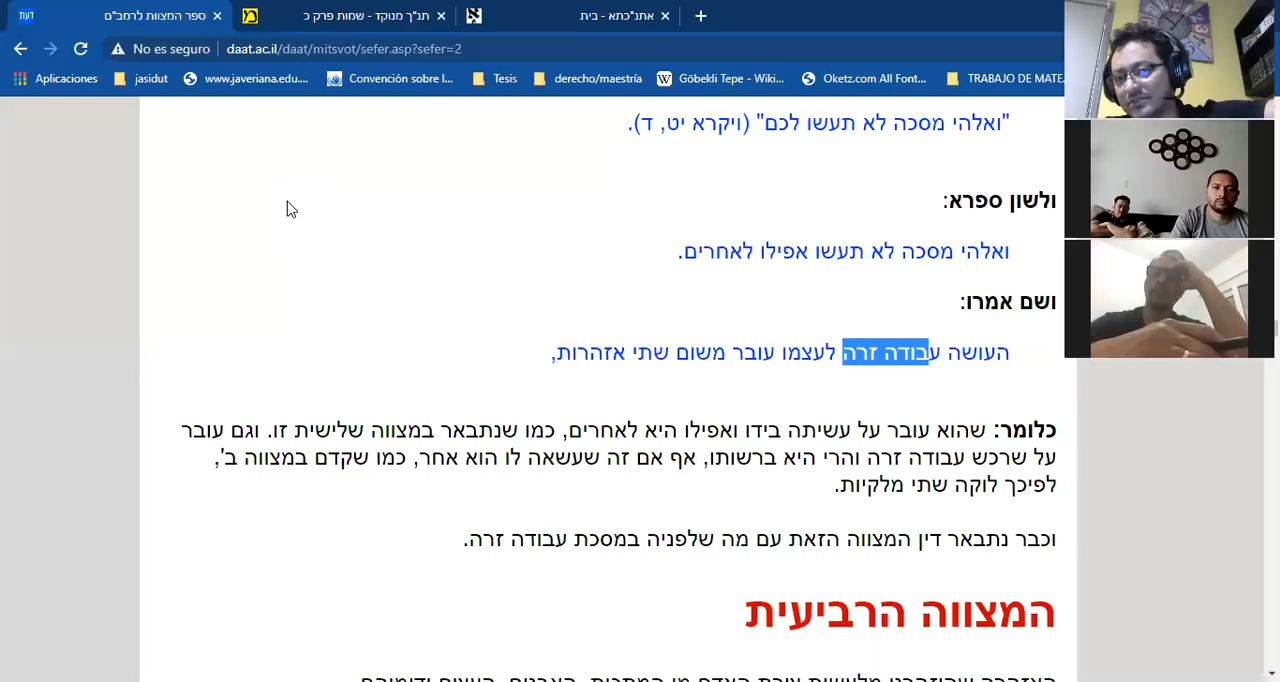 ספר המצוות לרמב"ם
תנ"ך מנוקד - שמות פרק כ
אתנ"כתא - בית
No es seguro
daat.ac.il/daat/mitsvot/sefer.asp?sefer=2
Aplicaciones
jasidut
www.javeriana.edu....
Convención sobre l...
Tesis
derecho/maestría
Göbekli Tepe - Wiki...
Oketz.com All Font...
TRABAJO DE MATE
"ואלהי מסכה לא תעשו לכם" (ויקרא יט, ד).
ולשון ספרא:
ואלהי מסכה לא תעשו אפילו לאחרים.
ושם אמרו:
העושה עבודה זרה לעצמו עובר משום שתי אזהרות,
כלומר: שהוא עובר על עשיתה בידו ואפילו היא לאחרים, כמו שנתבאר במצווה שלישית זו. וגם עובר
על שרכש עבודה זרה והרי היא ברשותו, אף אם זה שעשאה לו הוא אחר, כמו שקדם במצווה ב',
לפיכך לוקה שתי מלקיות.
וכבר נתבאר דין המצווה הזאת עם מה שלפניה במסכת עבודה זרה.
המצווה הרביעית